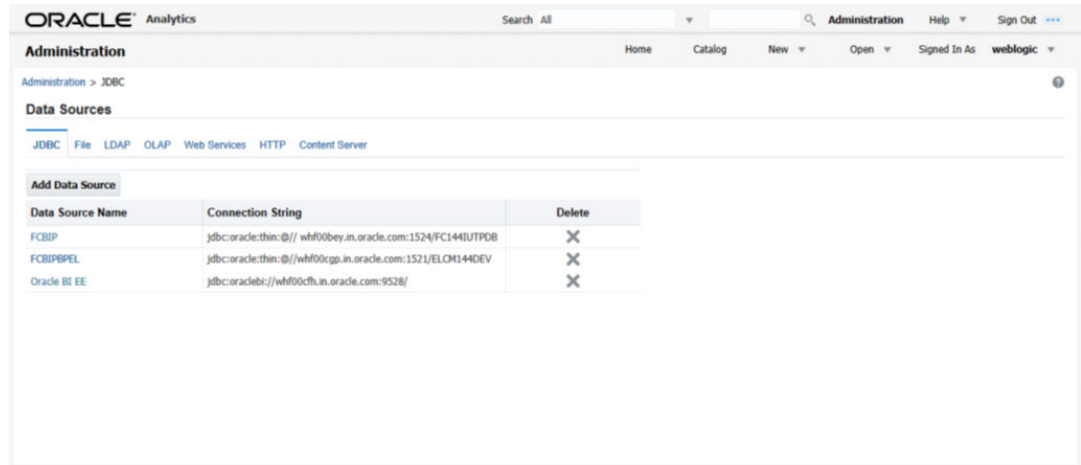 ORACLE Analytics Search All Administration Help Sign Out
Administration Home Catalog New Open Signed In As weblogic
Administration > JDBC
Data Sources
JDBC File LDAP OLAP Web Services HTTP Content Server
Add Data Source
Data Source Name Connection String Delete
FCBIP jdbc:oracle:thin:@// whf00bey.in.oracle.com:1524/FC144IUTPDB
FCBIPBPEL jdbc:oracle:thin:@//whf00cgp.in.oracle.com:1521/ELCM144DEV
Oracle BI EE jdbc:oraclebi://whf00cfh.in.oracle.com:9528/